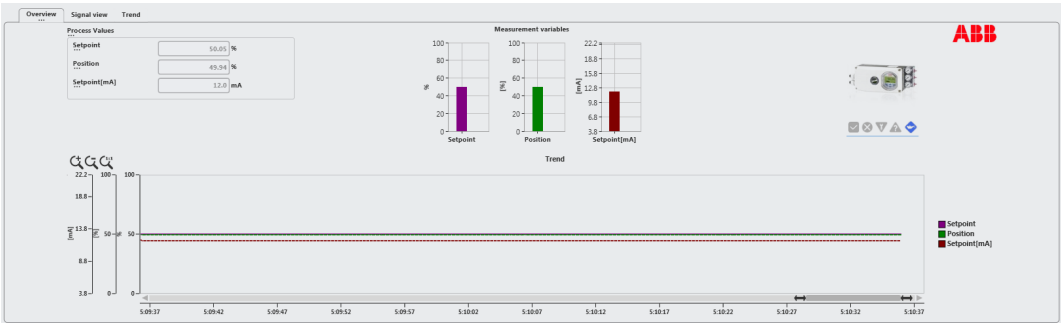 Overview Signal view Trend
Process Values
Setpoint 50.05 %
Position 49.94 %
Setpoint[mA] 12.0 mA
Measurement variables
100 100 22.2
80 80 18.8
15.8
60 60
12.8
40 40
9.8
20 20
6.8
0 0 3.8
% [%] [mA]
Setpoint Position Setpoint[mA]
ABB
Trend
22.2 100 100
18.8
13.8 50 50
8.8
3.8 0 0
[mA] [%] %
Setpoint
Position
Setpoint[mA]
5:09:37 5:09:42 5:09:47 5:09:52 5:09:57 5:10:02 5:10:07 5:10:12 5:10:17 5:10:22 5:10:27 5:10:32 5:10:37